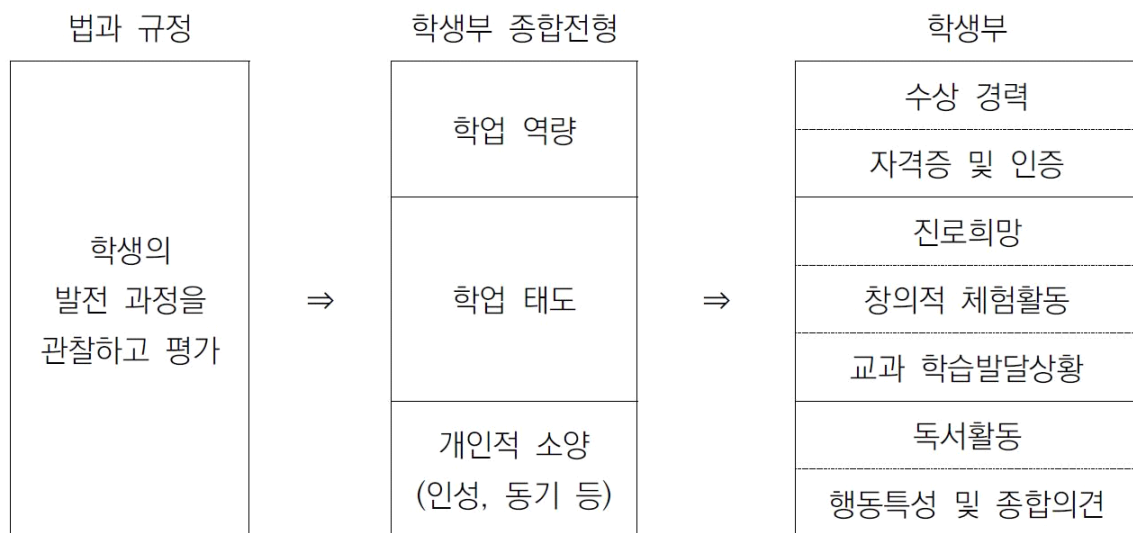 법과 규정
학생의
발전 과정을
관찰하고 평가
⇒
학생부 종합전형
학업 역량
학업 태도
개인적 소양
(인성, 동기 등)
⇒
학생부
수상 경력
자격증 및 인증
진로희망
창의적 체험활동
교과 학습발달상황
독서활동
행동특성 및 종합의견